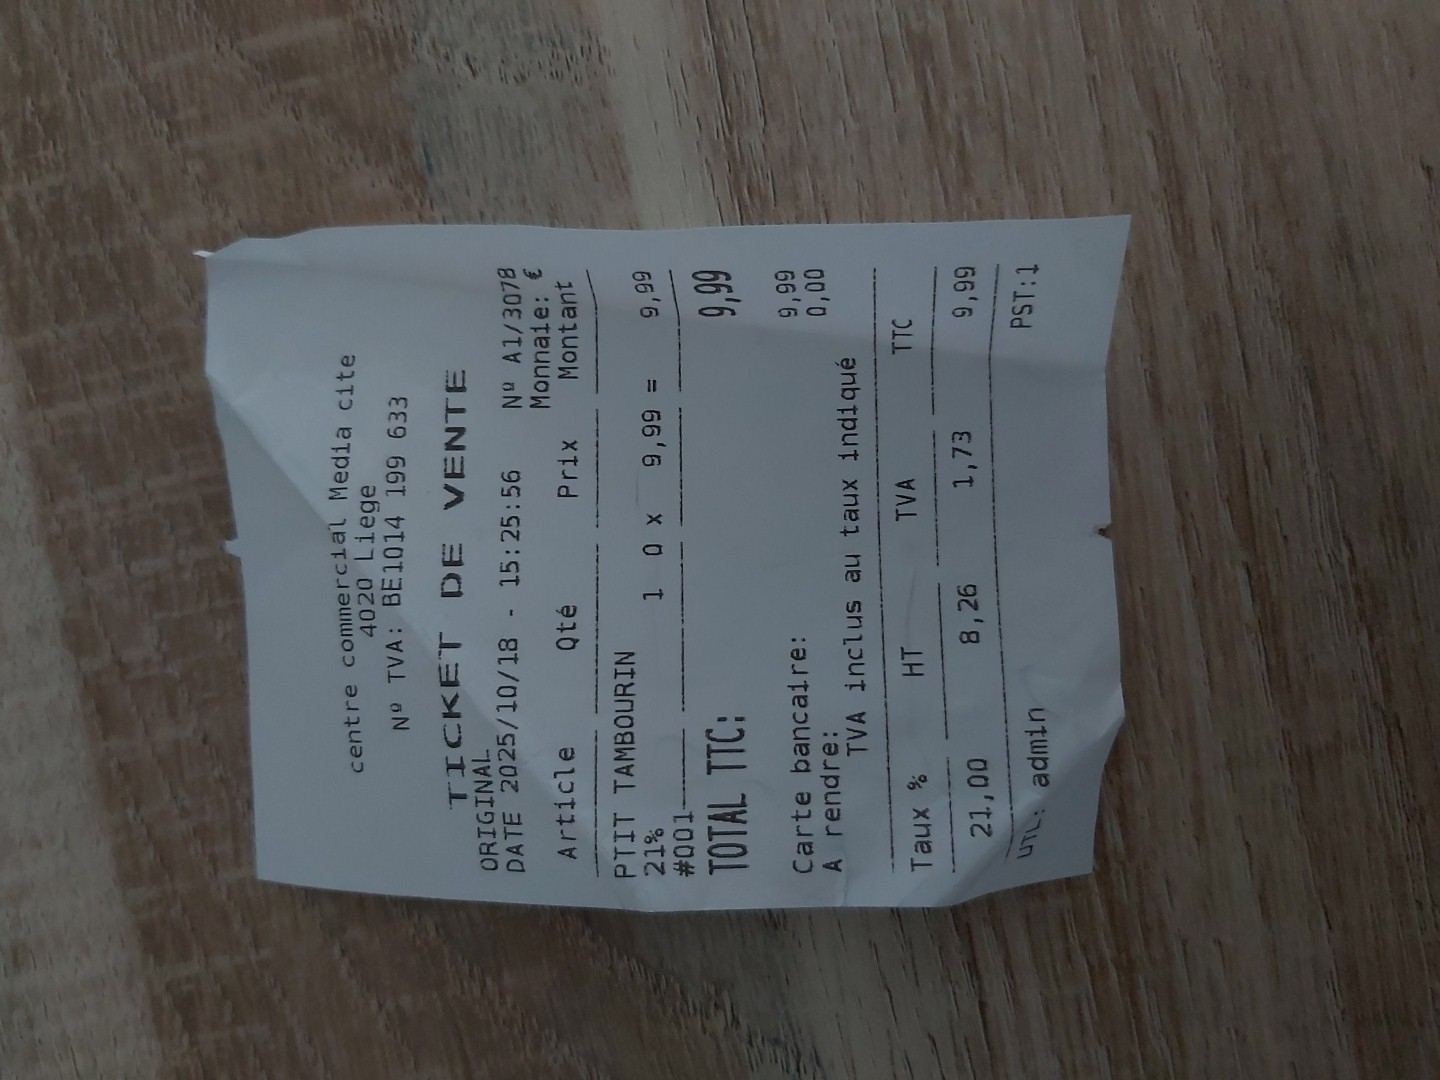 centre commercial Media cite
4020 Liege
Nº TVA: BE1014 199 633
TICKET DE VENTE
ORIGINAL
DATE 2025/10/18 - 15:25:56 Nº A1/3078
Monnaie: €
Article Qté Prix Montant
PTIT TAMBOURIN
21% 1 0 x 9,99 = 9,99
#001
TOTAL TTC: 9,99
Carte bancaire: 9,99
A rendre: 0,00
TVA inclus au taux indiqué
Taux % HT TVA TTC
21,00 8,26 1,73 9,99
UTL: admin PST:1